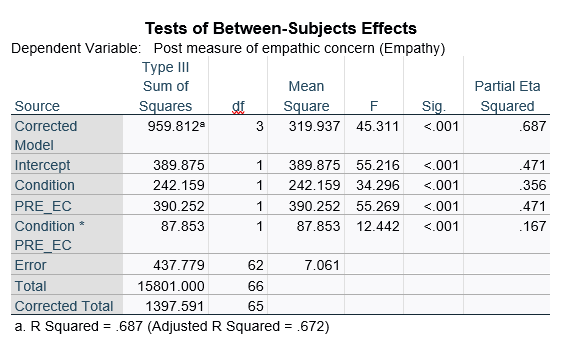 Tests of Between-Subjects Effects
Dependent Variable: Post measure of empathic concern (Empathy)
Source Type III Sum of Squares df Mean Square F Sig. Partial Eta Squared
Corrected Model 959.812a 3 319.937 45.311 <.001 .687
Intercept 389.875 1 389.875 55.216 <.001 .471
Condition 242.159 1 242.159 34.296 <.001 .356
PRE_EC 390.252 1 390.252 55.269 <.001 .471
Condition * PRE_EC 87.853 1 87.853 12.442 <.001 .167
Error 437.779 62 7.061
Total 15801.000 66
Corrected Total 1397.591 65
a. R Squared = .687 (Adjusted R Squared = .672)